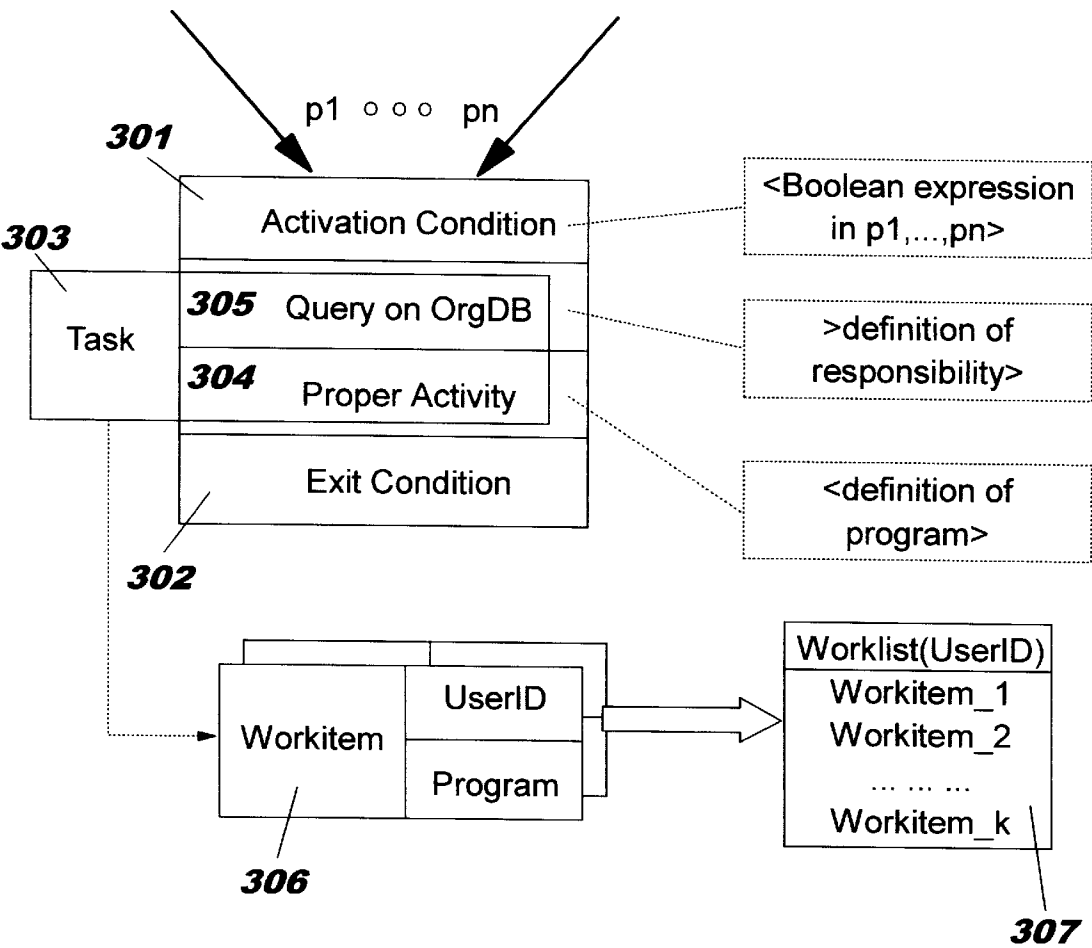 p1 o o o pn
301
Activation Condition
<Boolean expression
in p1,...,pn>
303
Task
305 Query on OrgDB
>definition of
responsibility>
304 Proper Activity
Exit Condition
<definition of
program>
302
Workitem
UserID
Program
306
Worklist(UserID)
Workitem_1
Workitem_2
... ... ...
Workitem_k
307